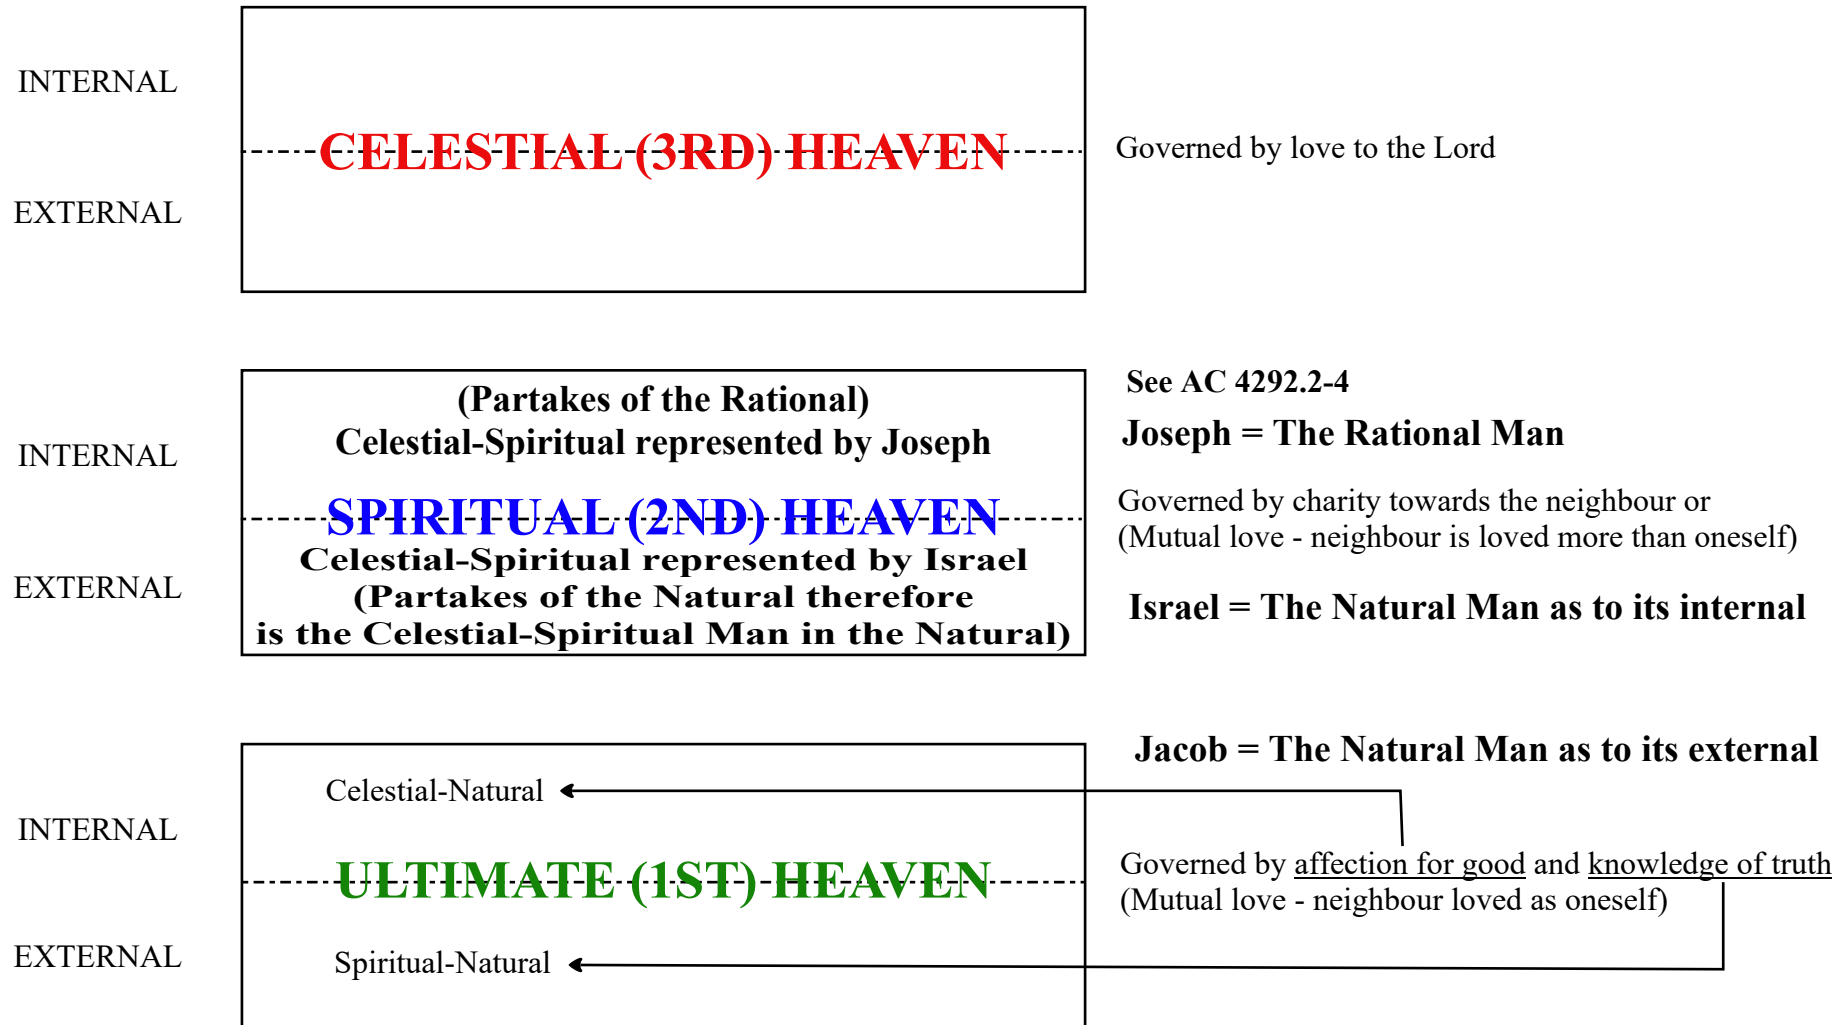 INTERNAL
CELESTIAL (3RD) HEAVEN
Governed by love to the Lord
EXTERNAL
(Partakes of the Rational)
Celestial-Spiritual represented by Joseph
See AC 4292.2-4
Joseph = The Rational Man
INTERNAL
SPIRITUAL (2ND) HEAVEN
Governed by charity towards the neighbour or
(Mutual love - neighbour is loved more than oneself)
EXTERNAL
Celestial-Spiritual represented by Israel
(Partakes of the Natural therefore
is the Celestial-Spiritual Man in the Natural)
Israel = The Natural Man as to its internal
Jacob = The Natural Man as to its external
Celestial-Natural
INTERNAL
ULTIMATE (1ST) HEAVEN
Governed by affection for good and knowledge of truth
(Mutual love - neighbour loved as oneself)
EXTERNAL
Spiritual-Natural